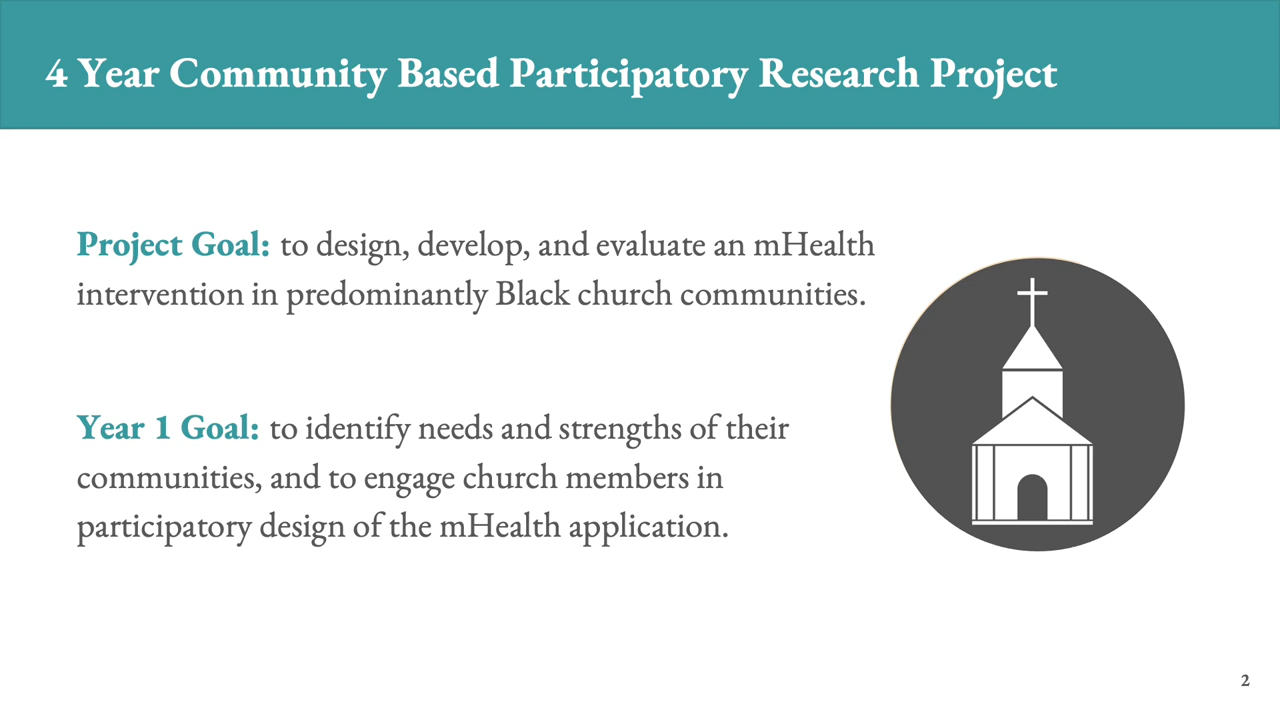 4 Year Community Based Participatory Research Project
Project Goal: to design, develop, and evaluate an mHealth
intervention in predominantly Black church communities.
Year 1 Goal: to identify needs and strengths of their
communities, and to engage church members in
participatory design of the mHealth application.
2